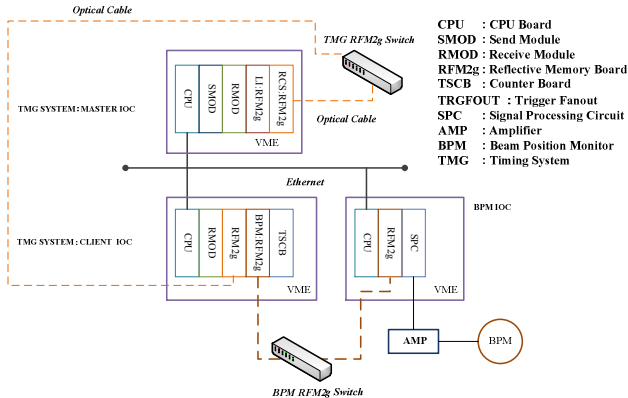 Optical Cable
TMG RFM2g Switch
CPU : CPU Board
SMOD : Send Module
RMOD : Receive Module
RFM2g : Reflective Memory Board
TSCB : Counter Board
TRGFOUT : Trigger Fanout
SPC : Signal Processing Circuit
AMP : Amplifier
BPM : Beam Position Monitor
TMG : Timing System
TMG SYSTEM : MASTER IOC
CPU
SMOD
RMOD
LI:RFM2g
RCS:RFM2g
VME
Optical Cable
Ethernet
BPM IOC
TMG SYSTEM : CLIENT IOC
CPU
RMOD
RFM2g
BPM:RFM2g
TSCB
VME
CPU
RFM2g
SPC
VME
AMP
BPM
BPM RFM2g Switch